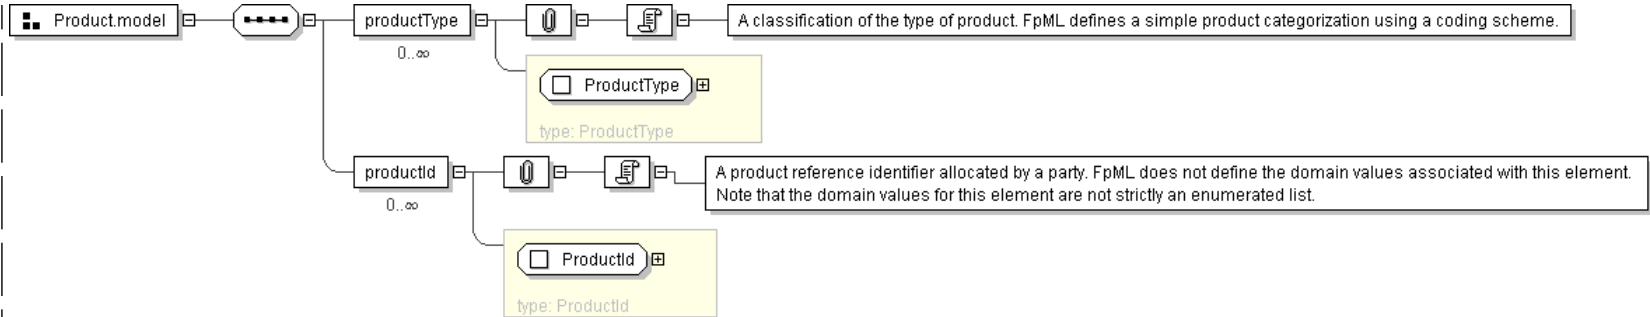 Product.model
productType
A classification of the type of product. FpML defines a simple product categorization using a coding scheme.
0..∞
ProductType
type: ProductType
productId
A product reference identifier allocated by a party. FpML does not define the domain values associated with this element.
Note that the domain values for this element are not strictly an enumerated list.
0..∞
ProductId
type: ProductId